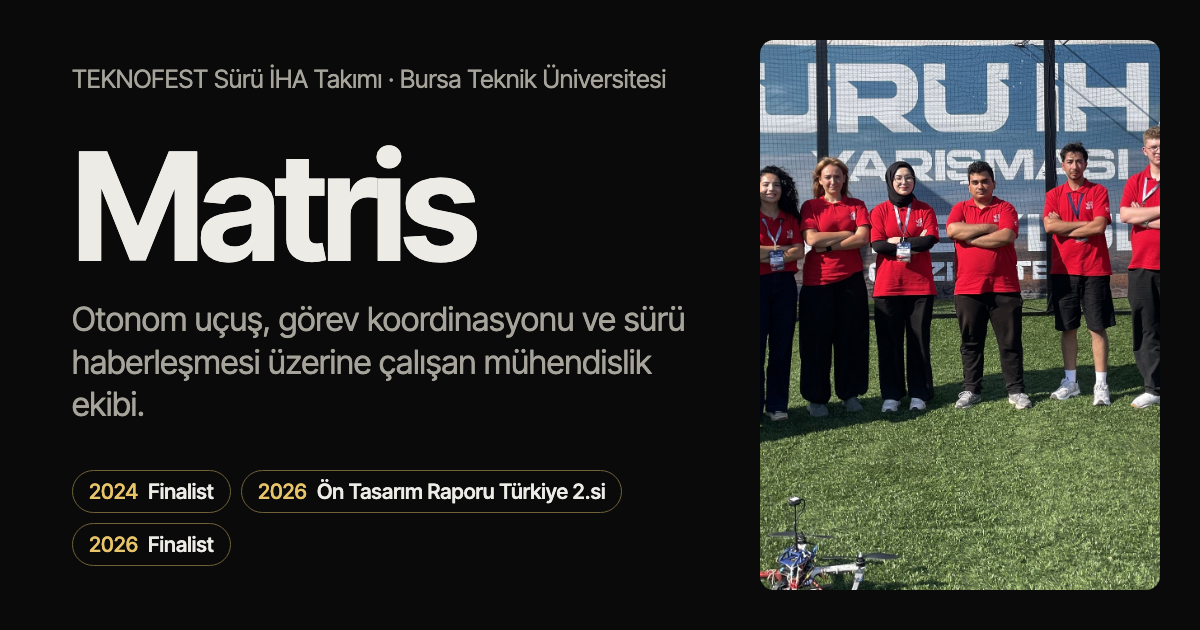 TEKNOFEST Sürü İHA Takımı · Bursa Teknik Üniversitesi
Matris
Otonom uçuş, görev koordinasyonu ve sürü
haberleşmesi üzerine çalışan mühendislik
ekibi.
2024 Finalist
2026 Ön Tasarım Raporu Türkiye 2.si
2026 Finalist
ÜRÜ İH
YARIŞMASI